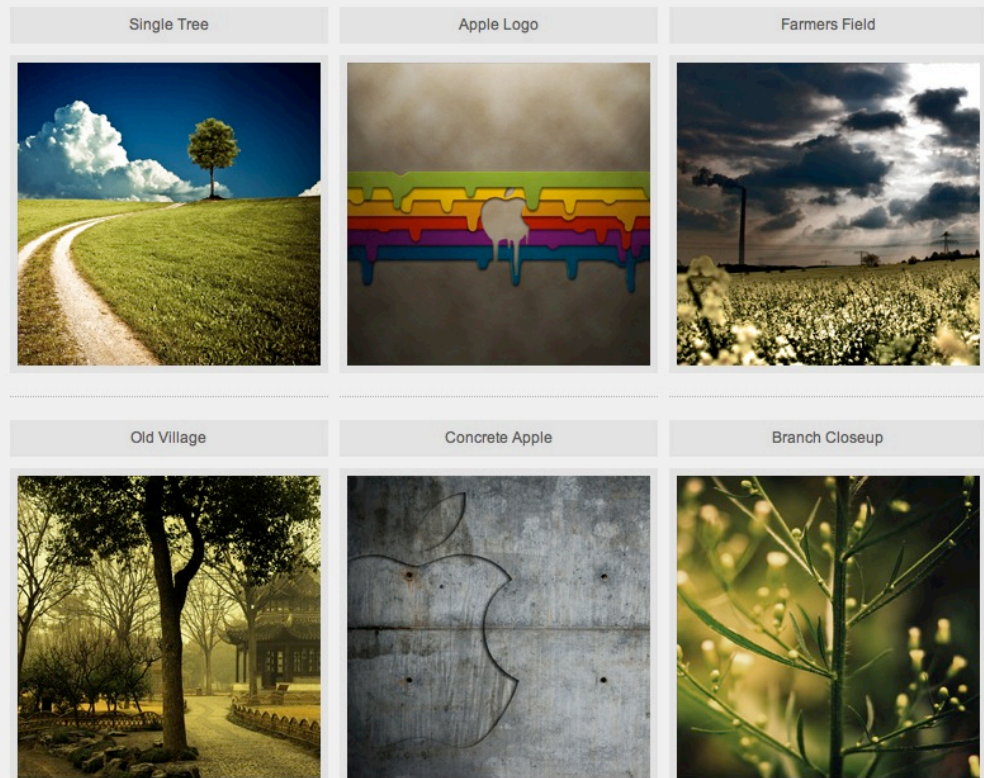 Single Tree
Apple Logo
Farmers Field
Old Village
Concrete Apple
Branch Closeup